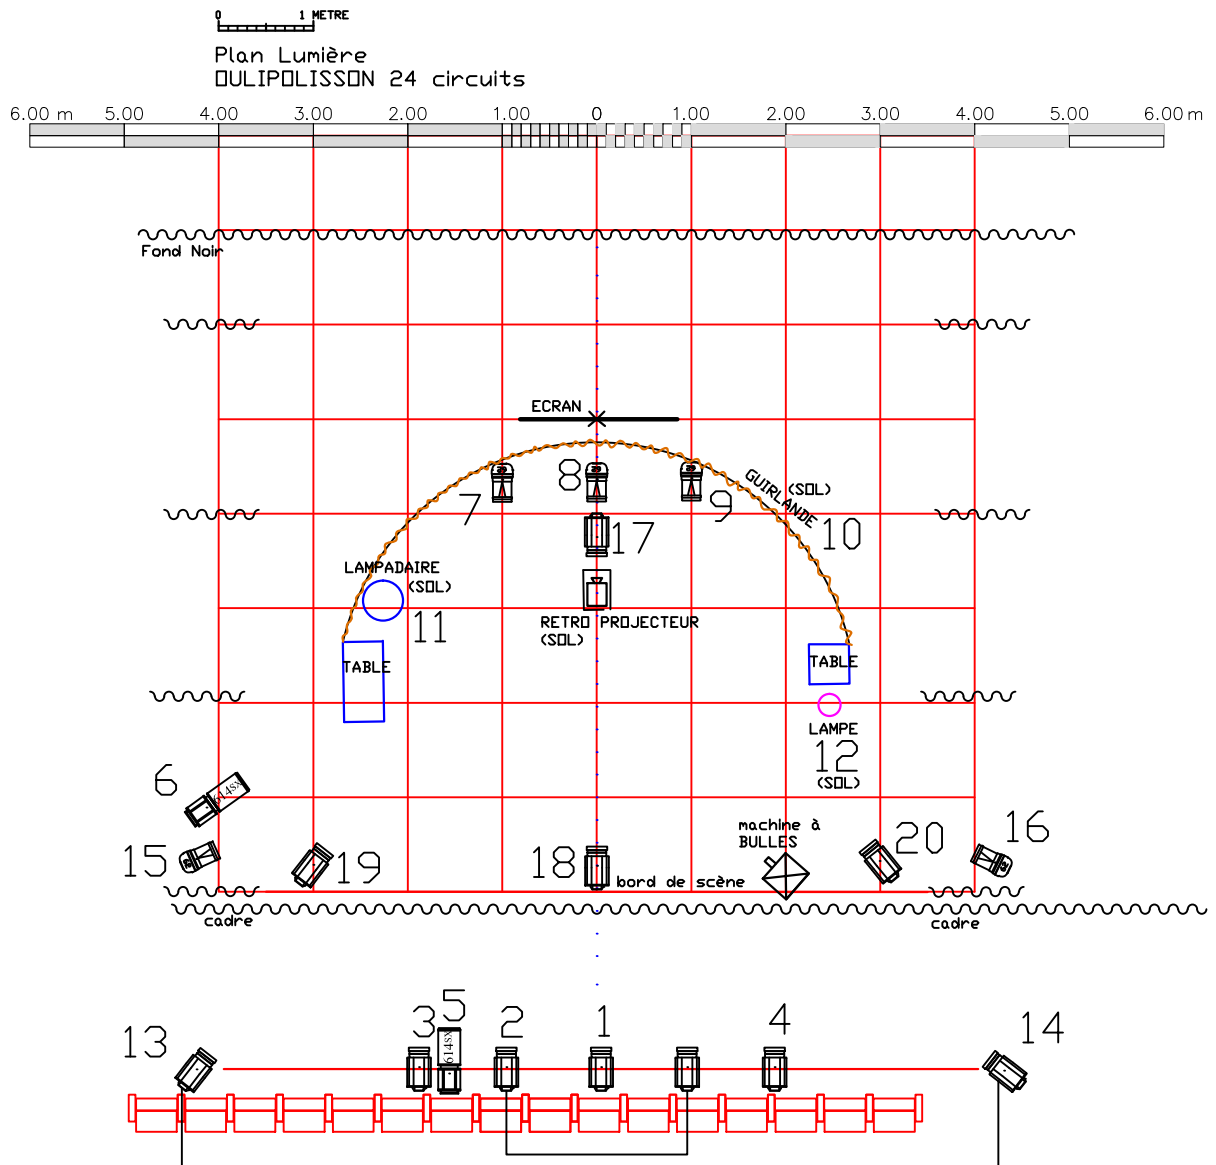 0 1 METRE
Plan Lumière
OULIPOLISSON 24 circuits
6.00 m 5.00 4.00 3.00 2.00 1.00 0 1.00 2.00 3.00 4.00 5.00 6.00 m
Fond Noir
ECRAN
7 8 9
GUIRLANDE
(SOL)
10
17
LAMPADAIRE
(SOL)
11
RETRO PROJECTEUR
(SOL)
TABLE
TABLE
LAMPE
12
(SOL)
6
614SX
15
19
18
machine à
BULLES
20
16
bord de scène
cadre
cadre
13
3
5
614SX
2
1
4
14